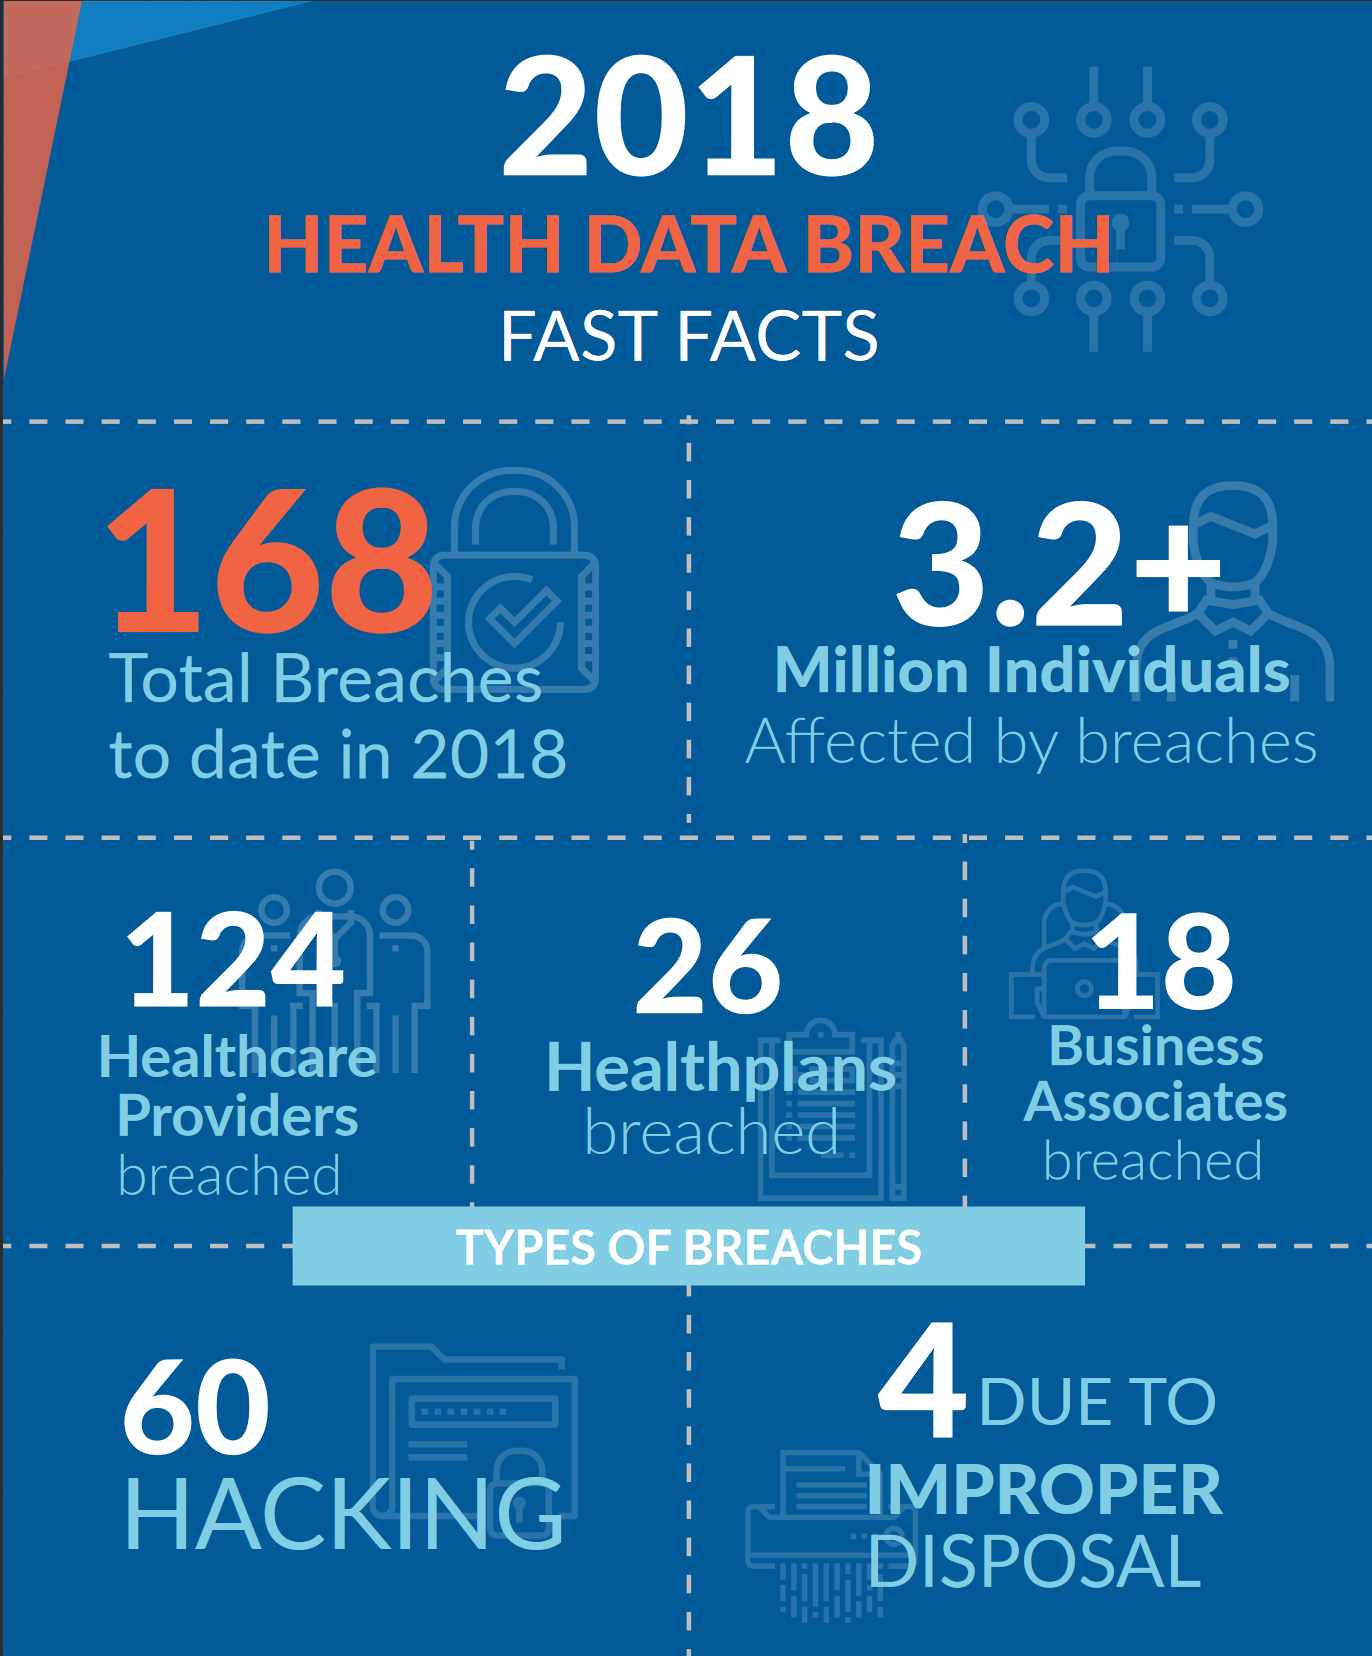 2018
HEALTH DATA BREACH
FAST FACTS
168
Total Breaches
to date in 2018
3.2+
Million Individuals
Affected by breaches
124
Healthcare
Providers
breached
26
Healthplans
breached
18
Business
Associates
breached
TYPES OF BREACHES
60
HACKING
4 DUE TO
IMPROPER
DISPOSAL